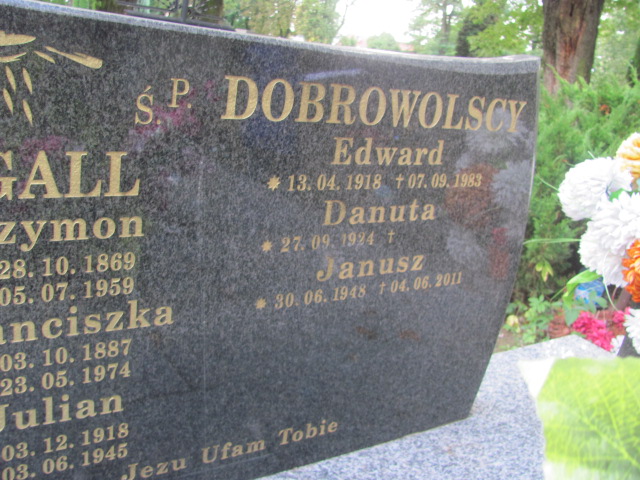 GALL
zymon
28. 10. 1869
05. 07. 1959
anciszka
03. 10. 1887
23. 05. 1974
Julian
03. 12. 1918
03. 06. 1945
Ś. P. DOBROWOLSCY
Edward
* 13. 04. 1918 † 07. 09. 1983
Danuta
* 27. 09. 1924 †
Janusz
* 30. 06. 1948 † 04. 06. 2011
Jezu Ufam Tobie